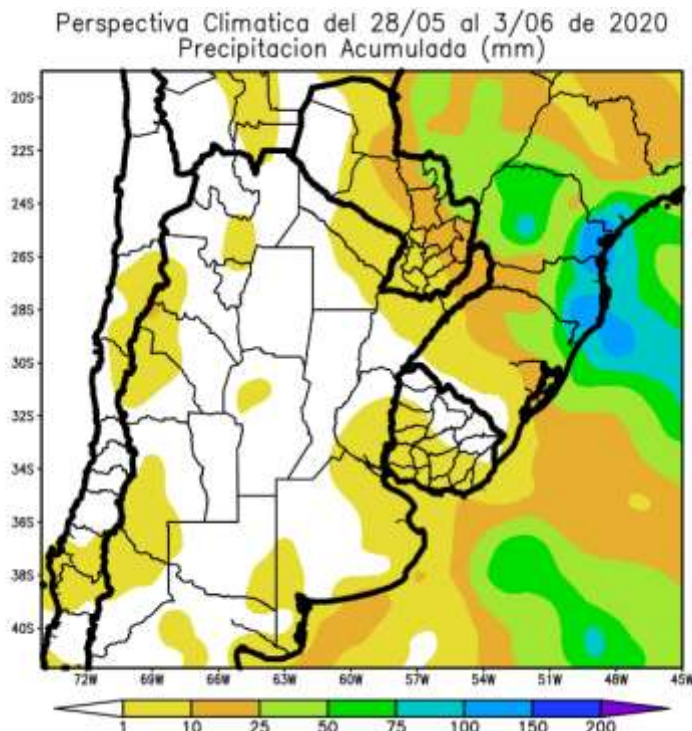 Perspectiva Climatica del 28/05 al 3/06 de 2020
Precipitacion Acumulada (mm)
20S
22S
24S
26S
28S
30S
32S
34S
36S
38S
40S
72W 69W 66W 63W 60W 57W 54W 51W 48W 45W
1 10 25 50 75 100 150 200